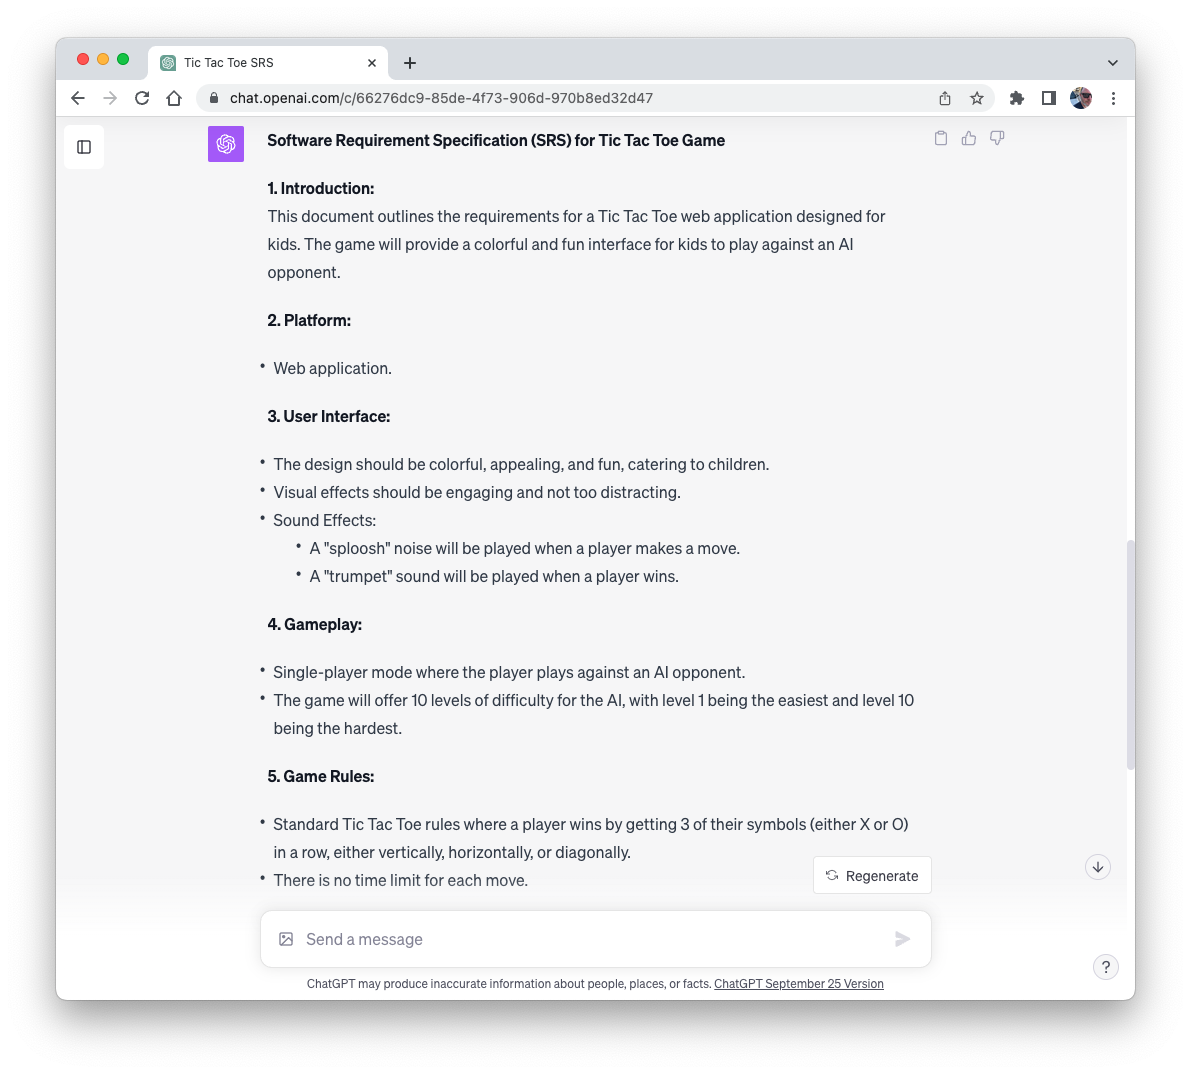 Tic Tac Toe SRS
chat.openai.com/c/66276dc9-85de-4f73-906d-970b8ed32d47
Software Requirement Specification (SRS) for Tic Tac Toe Game
1. Introduction:
This document outlines the requirements for a Tic Tac Toe web application designed for
kids. The game will provide a colorful and fun interface for kids to play against an AI
opponent.
2. Platform:
• Web application.
3. User Interface:
• The design should be colorful, appealing, and fun, catering to children.
• Visual effects should be engaging and not too distracting.
• Sound Effects:
• A "sploosh" noise will be played when a player makes a move.
• A "trumpet" sound will be played when a player wins.
4. Gameplay:
• Single-player mode where the player plays against an AI opponent.
• The game will offer 10 levels of difficulty for the AI, with level 1 being the easiest and level 10
being the hardest.
5. Game Rules:
• Standard Tic Tac Toe rules where a player wins by getting 3 of their symbols (either X or O)
in a row, either vertically, horizontally, or diagonally.
• There is no time limit for each move.
Regenerate
Send a message
?
ChatGPT may produce inaccurate information about people, places, or facts. ChatGPT September 25 Version